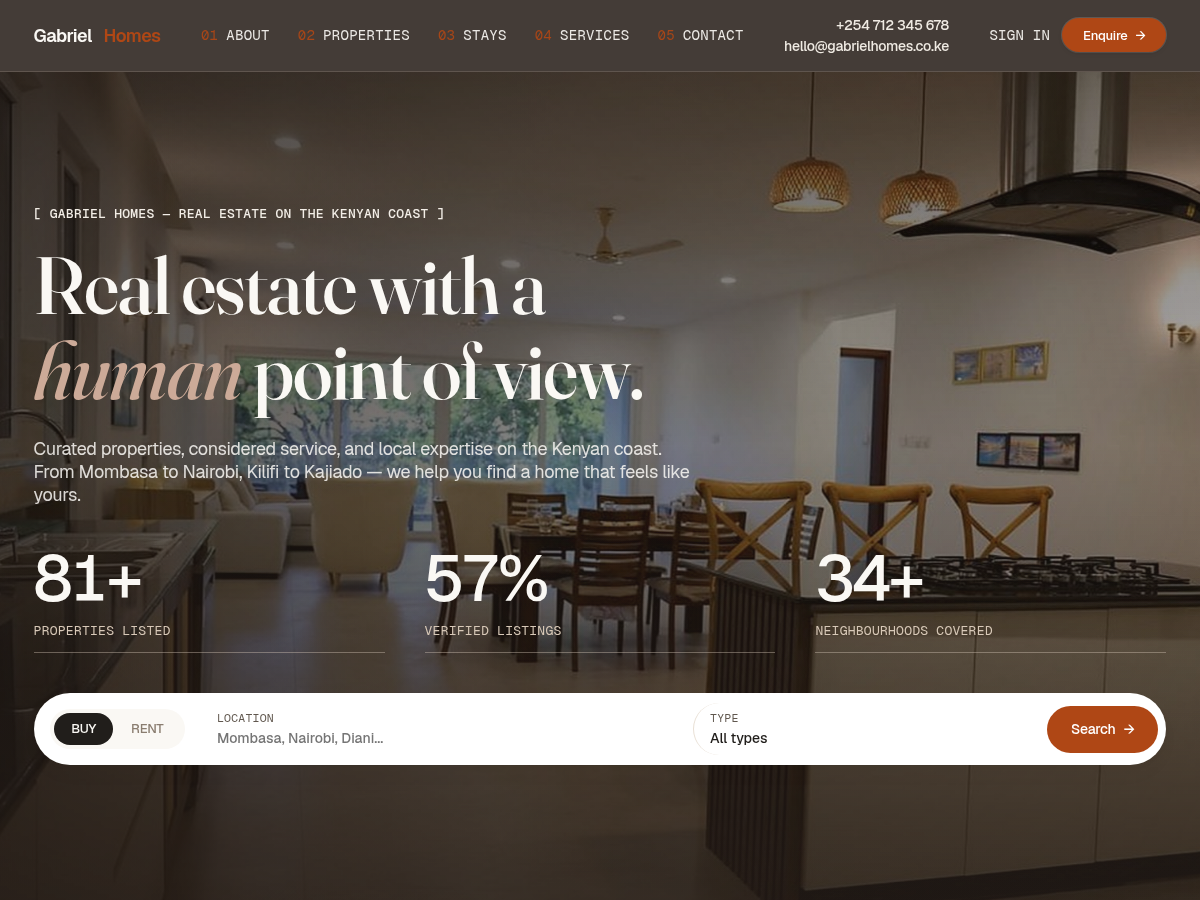 Gabriel Homes
01 ABOUT
02 PROPERTIES
03 STAYS
04 SERVICES
05 CONTACT
+254 712 345 678
hello@gabrielhomes.co.ke
SIGN IN
Enquire →
[ GABRIEL HOMES — REAL ESTATE ON THE KENYAN COAST ]
Real estate with a
human point of view.
Curated properties, considered service, and local expertise on the Kenyan coast.
From Mombasa to Nairobi, Kilifi to Kajiado — we help you find a home that feels like
yours.
81+
PROPERTIES LISTED
57%
VERIFIED LISTINGS
34+
NEIGHBOURHOODS COVERED
BUY
RENT
LOCATION
Mombasa, Nairobi, Diani...
TYPE
All types
Search →